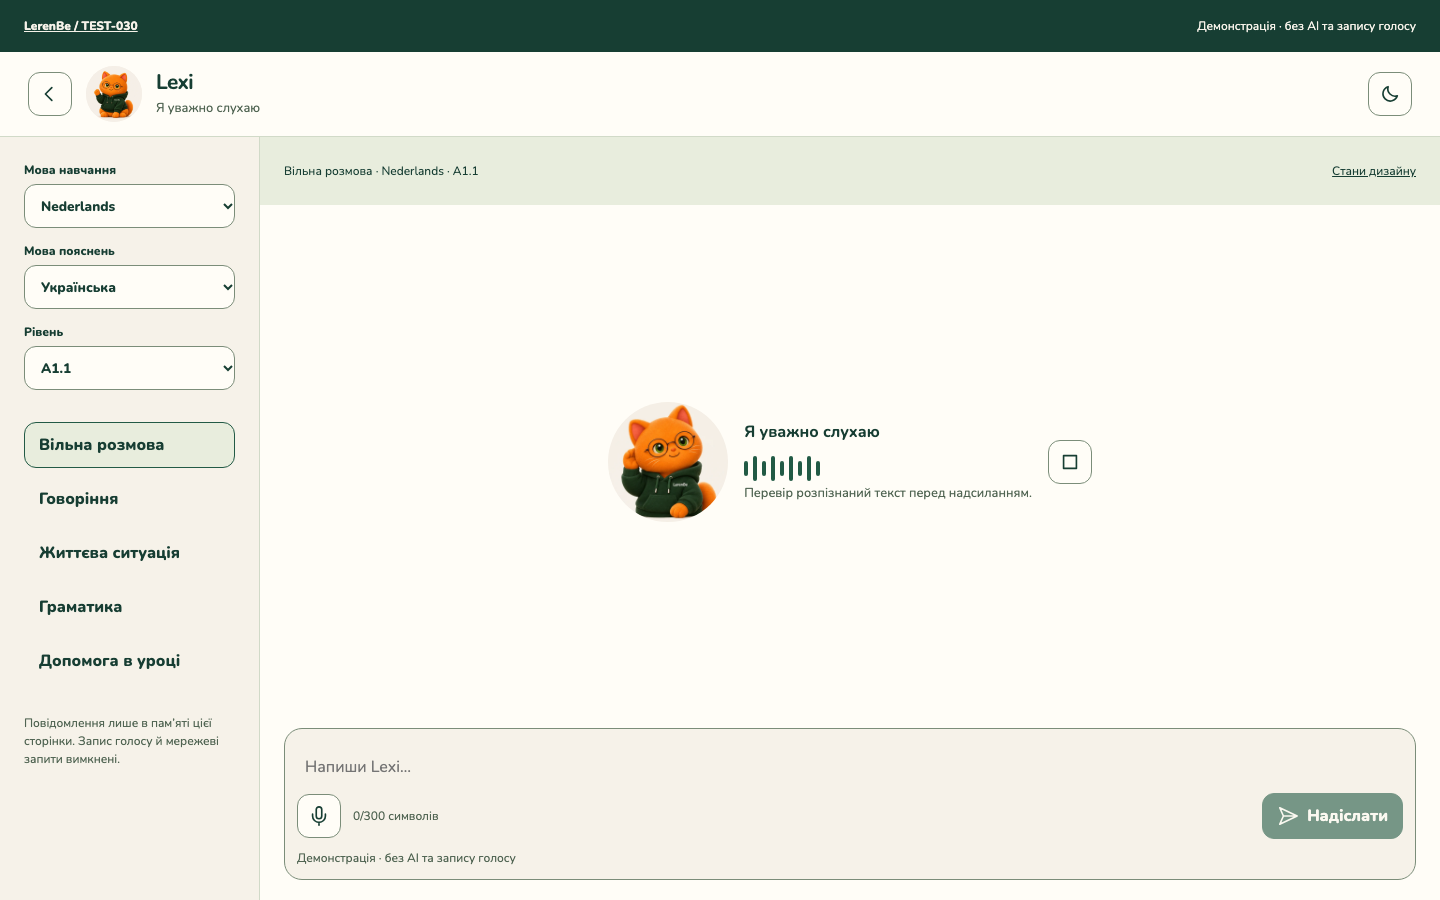 LerenBe / TEST-030
Демонстрація · без AI та запису голосу
Lexi
Я уважно слухаю
Мова навчання
Nederlands
Мова пояснень
Українська
Рівень
A1.1
Вільна розмова
Говоріння
Життєва ситуація
Граматика
Допомога в уроці
Повідомлення лише в пам’яті цієї
сторінки. Запис голосу й мережеві
запити вимкнені.
Вільна розмова · Nederlands · A1.1
Стани дизайну
Я уважно слухаю
Перевір розпізнаний текст перед надсиланням.
Напиши Lexi...
0/300 символів
Надіслати
Демонстрація · без AI та запису голосу